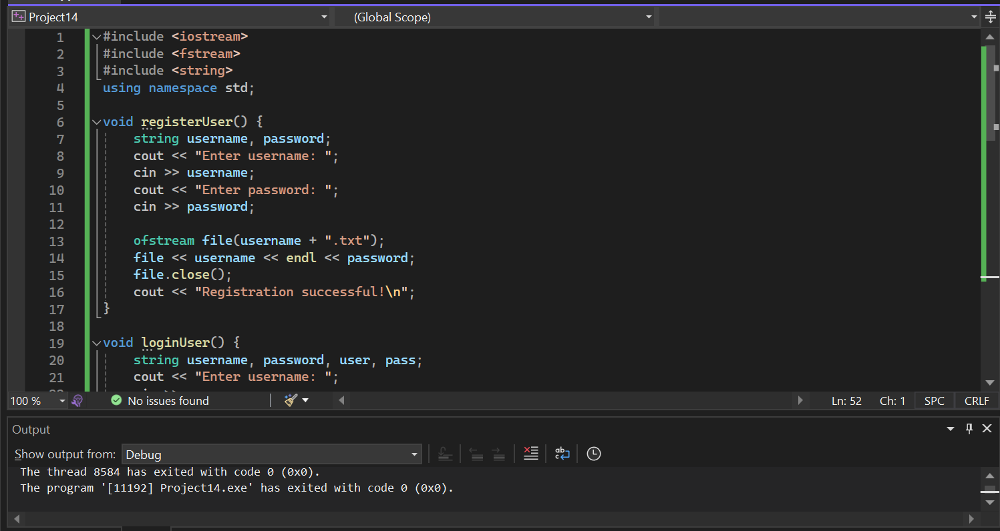 Project14
(Global Scope)
1 #include <iostream>
2 #include <fstream>
3 #include <string>
4 using namespace std;
5
6 void registerUser() {
7 string username, password;
8 cout << "Enter username: ";
9 cin >> username;
10 cout << "Enter password: ";
11 cin >> password;
12
13 ofstream file(username + ".txt");
14 file << username << endl << password;
15 file.close();
16 cout << "Registration successful!\n";
17 }
18
19 void loginUser() {
20 string username, password, user, pass;
21 cout << "Enter username: ";
100 %
No issues found
Ln: 52
Ch: 1
SPC
CRLF
Output
Show output from: Debug
The thread 8584 has exited with code 0 (0x0).
The program '[11192] Project14.exe' has exited with code 0 (0x0).